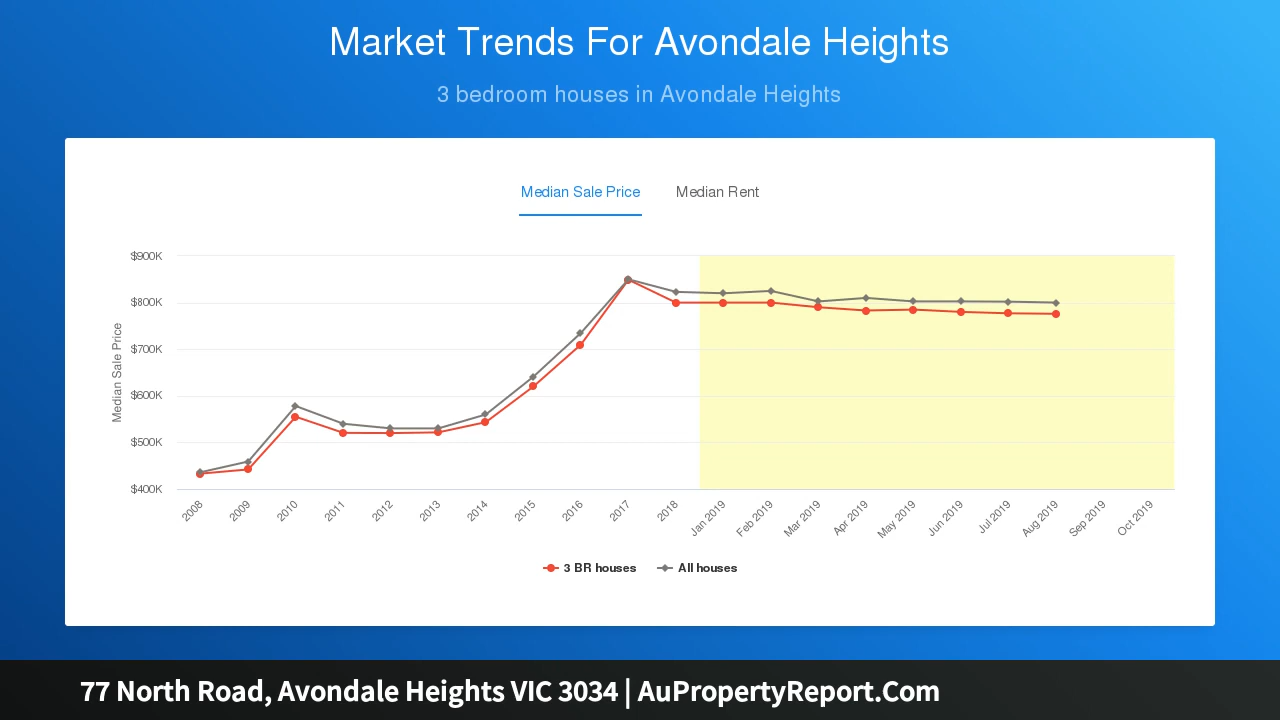 Market Trends For Avondale Heights
3 bedroom houses in Avondale Heights
Median Sale Price Median Rent
$900K
$800K
$700K
$600K
$500K
$400K
Median Sale Price
2008 2009 2010 2011 2012 2013 2014 2015 2016 2017 2018 Jan 2019 Feb 2019 Mar 2019 Apr 2019 May 2019 Jun 2019 Jul 2019 Aug 2019 Sep 2019 Oct 2019
3 BR houses All houses
77 North Road, Avondale Heights VIC 3034 | AuPropertyReport.Com